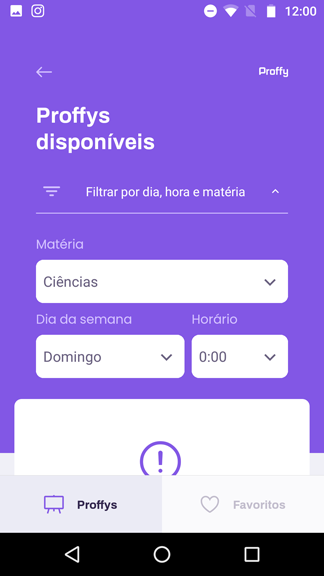 12:00
Proffy
Proffys
disponíveis
Filtrar por dia, hora e matéria
Matéria
Ciências
Dia da semana Horário
Domingo 0:00
Proffys Favoritos